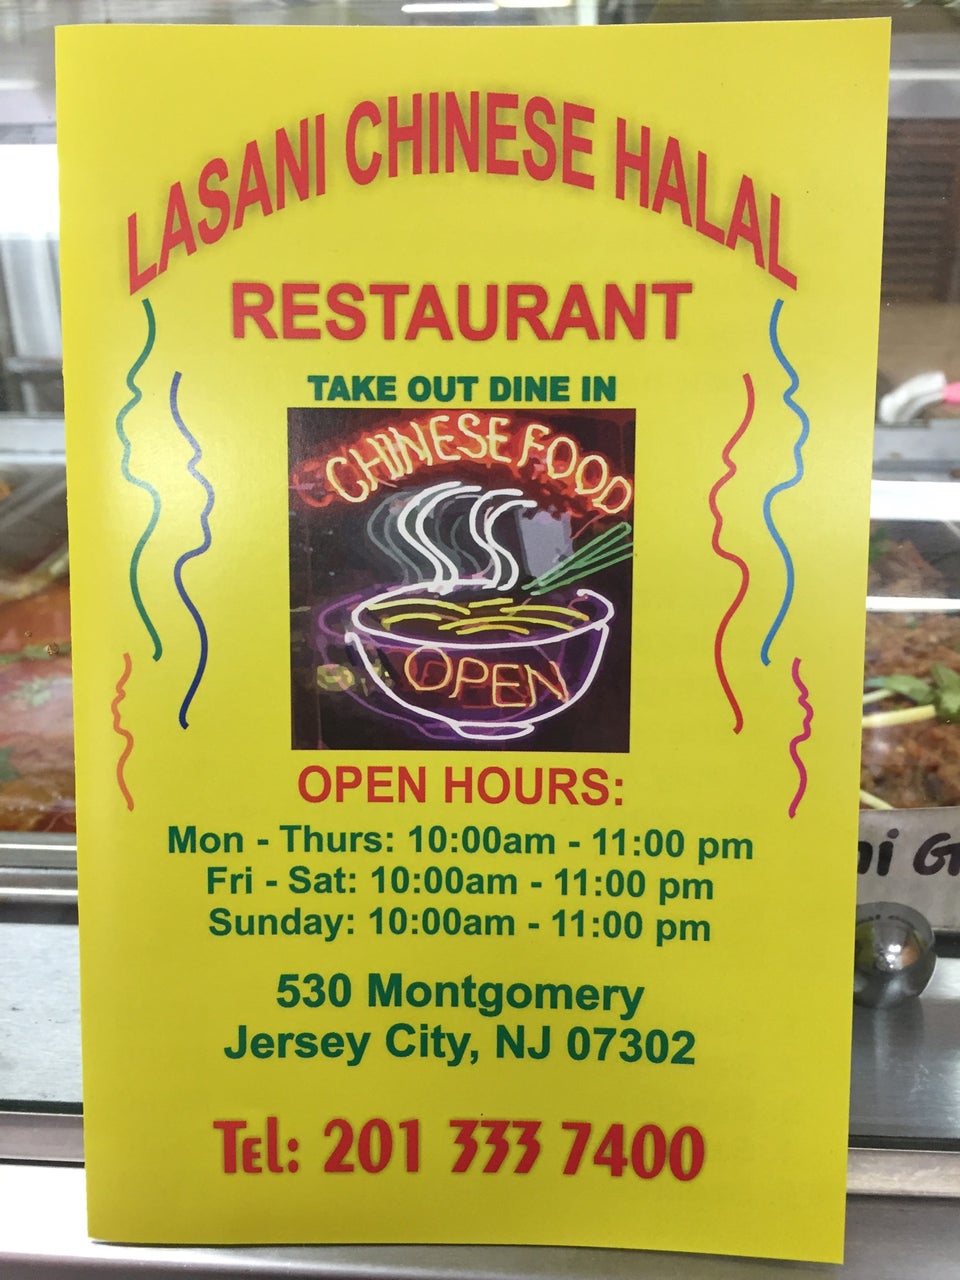 LASANI CHINESE HALAL
RESTAURANT
TAKE OUT DINE IN
CHINESE FOOD
OPEN
OPEN HOURS:
Mon - Thurs: 10:00am - 11:00 pm
Fri - Sat: 10:00am - 11:00 pm
Sunday: 10:00am - 11:00 pm
530 Montgomery
Jersey City, NJ 07302
Tel: 201 333 7400